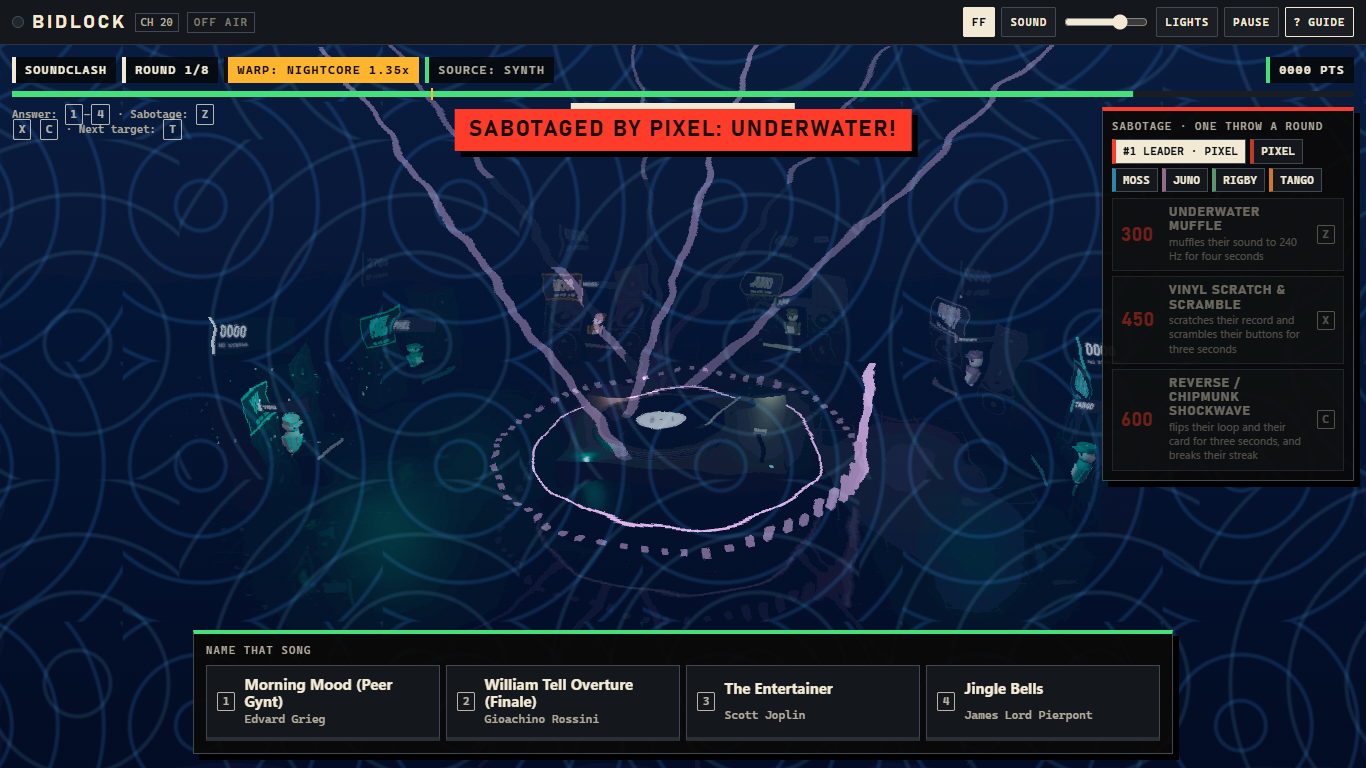 BIDLOCK CH 20 OFF AIR FF SOUND LIGHTS PAUSE ? GUIDE
SOUNDCLASH ROUND 1/8 WARP: NIGHTCORE 1.35x SOURCE: SYNTH 0000 PTS
Answer: 1 - 4 · Sabotage: Z
X C · Next target: T
SABOTAGED BY PIXEL: UNDERWATER!
SABOTAGE · ONE THROW A ROUND
#1 LEADER · PIXEL PIXEL
MOSS JUNO RIGBY TANGO
300 UNDERWATER
MUFFLE
muffles their sound to 240
Hz for four seconds
Z
450 VINYL SCRATCH &
SCRAMBLE
scratches their record and
scrambles their buttons for
three seconds
X
600 REVERSE /
CHIPMUNK
SHOCKWAVE
flips their loop and their
card for three seconds, and
breaks their streak
C
0000
JUNO
NAME THAT SONG
1 Morning Mood (Peer
Gynt)
Edvard Grieg
2 William Tell Overture
(Finale)
Gioachino Rossini
3 The Entertainer
Scott Joplin
4 Jingle Bells
James Lord Pierpont